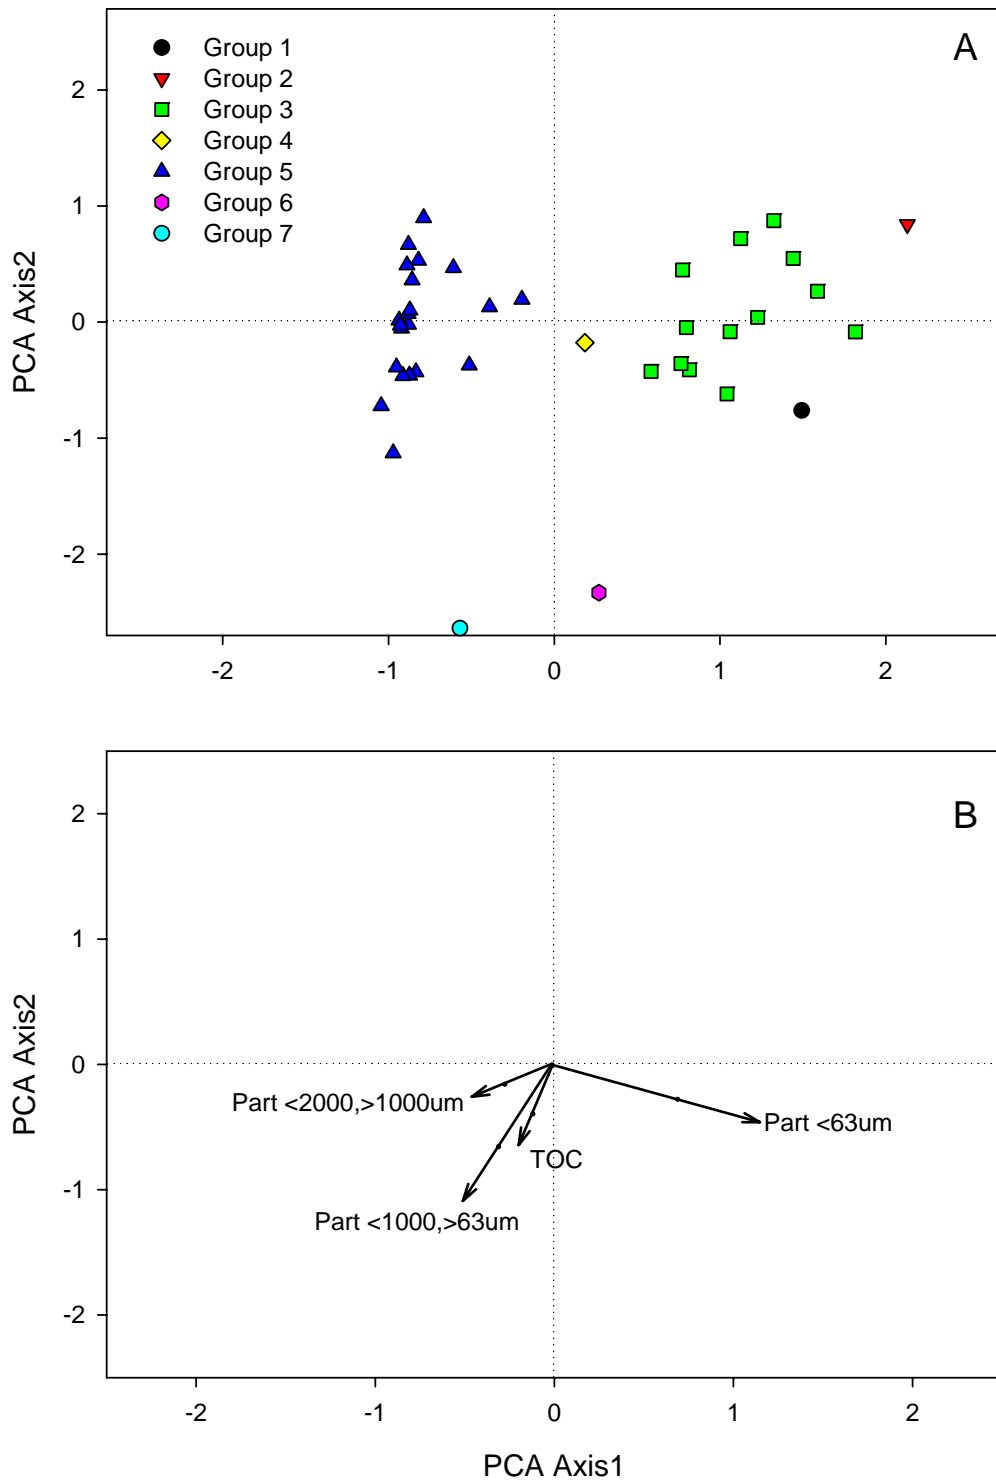 A
Group 1
Group 2
Group 3
Group 4
Group 5
Group 6
Group 7
PCA Axis2
2
1
0
-1
-2
-2 -1 0 1 2
B
PCA Axis2
2
1
0
-1
-2
Part <2000,>1000um
Part <63um
TOC
Part <1000,>63um
-2 -1 0 1 2
PCA Axis1